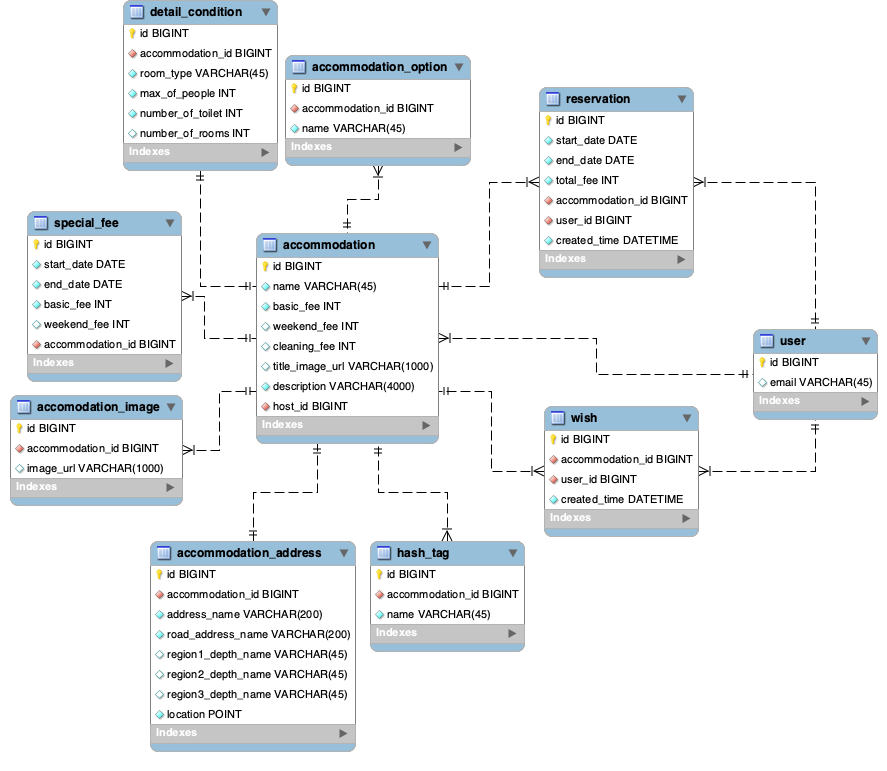 detail_condition
id BIGINT
accommodation_id BIGINT
room_type VARCHAR(45)
max_of_people INT
number_of_toilet INT
number_of_rooms INT
Indexes
accommodation_option
id BIGINT
accommodation_id BIGINT
name VARCHAR(45)
Indexes
reservation
id BIGINT
start_date DATE
end_date DATE
total_fee INT
accommodation_id BIGINT
user_id BIGINT
created_time DATETIME
Indexes
special_fee
id BIGINT
start_date DATE
end_date DATE
basic_fee INT
weekend_fee INT
accommodation_id BIGINT
Indexes
accommodation
id BIGINT
name VARCHAR(45)
basic_fee INT
weekend_fee INT
cleaning_fee INT
title_image_url VARCHAR(1000)
description VARCHAR(4000)
host_id BIGINT
Indexes
user
id BIGINT
email VARCHAR(45)
Indexes
accomodation_image
id BIGINT
accommodation_id BIGINT
image_url VARCHAR(1000)
Indexes
wish
id BIGINT
accommodation_id BIGINT
user_id BIGINT
created_time DATETIME
Indexes
accommodation_address
id BIGINT
accommodation_id BIGINT
address_name VARCHAR(200)
road_address_name VARCHAR(200)
region1_depth_name VARCHAR(45)
region2_depth_name VARCHAR(45)
region3_depth_name VARCHAR(45)
location POINT
Indexes
hash_tag
id BIGINT
accommodation_id BIGINT
name VARCHAR(45)
Indexes